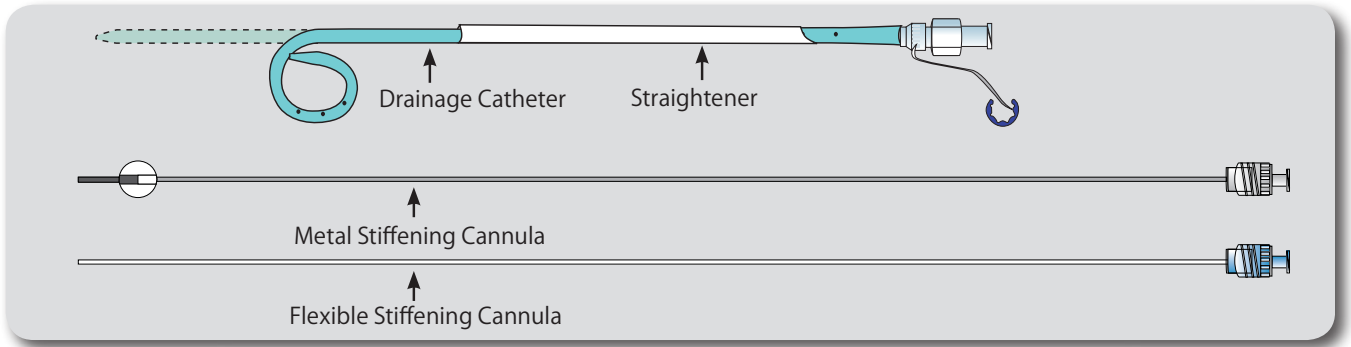 Drainage Catheter
Straightener
Metal Stiffening Cannula
Flexible Stiffening Cannula